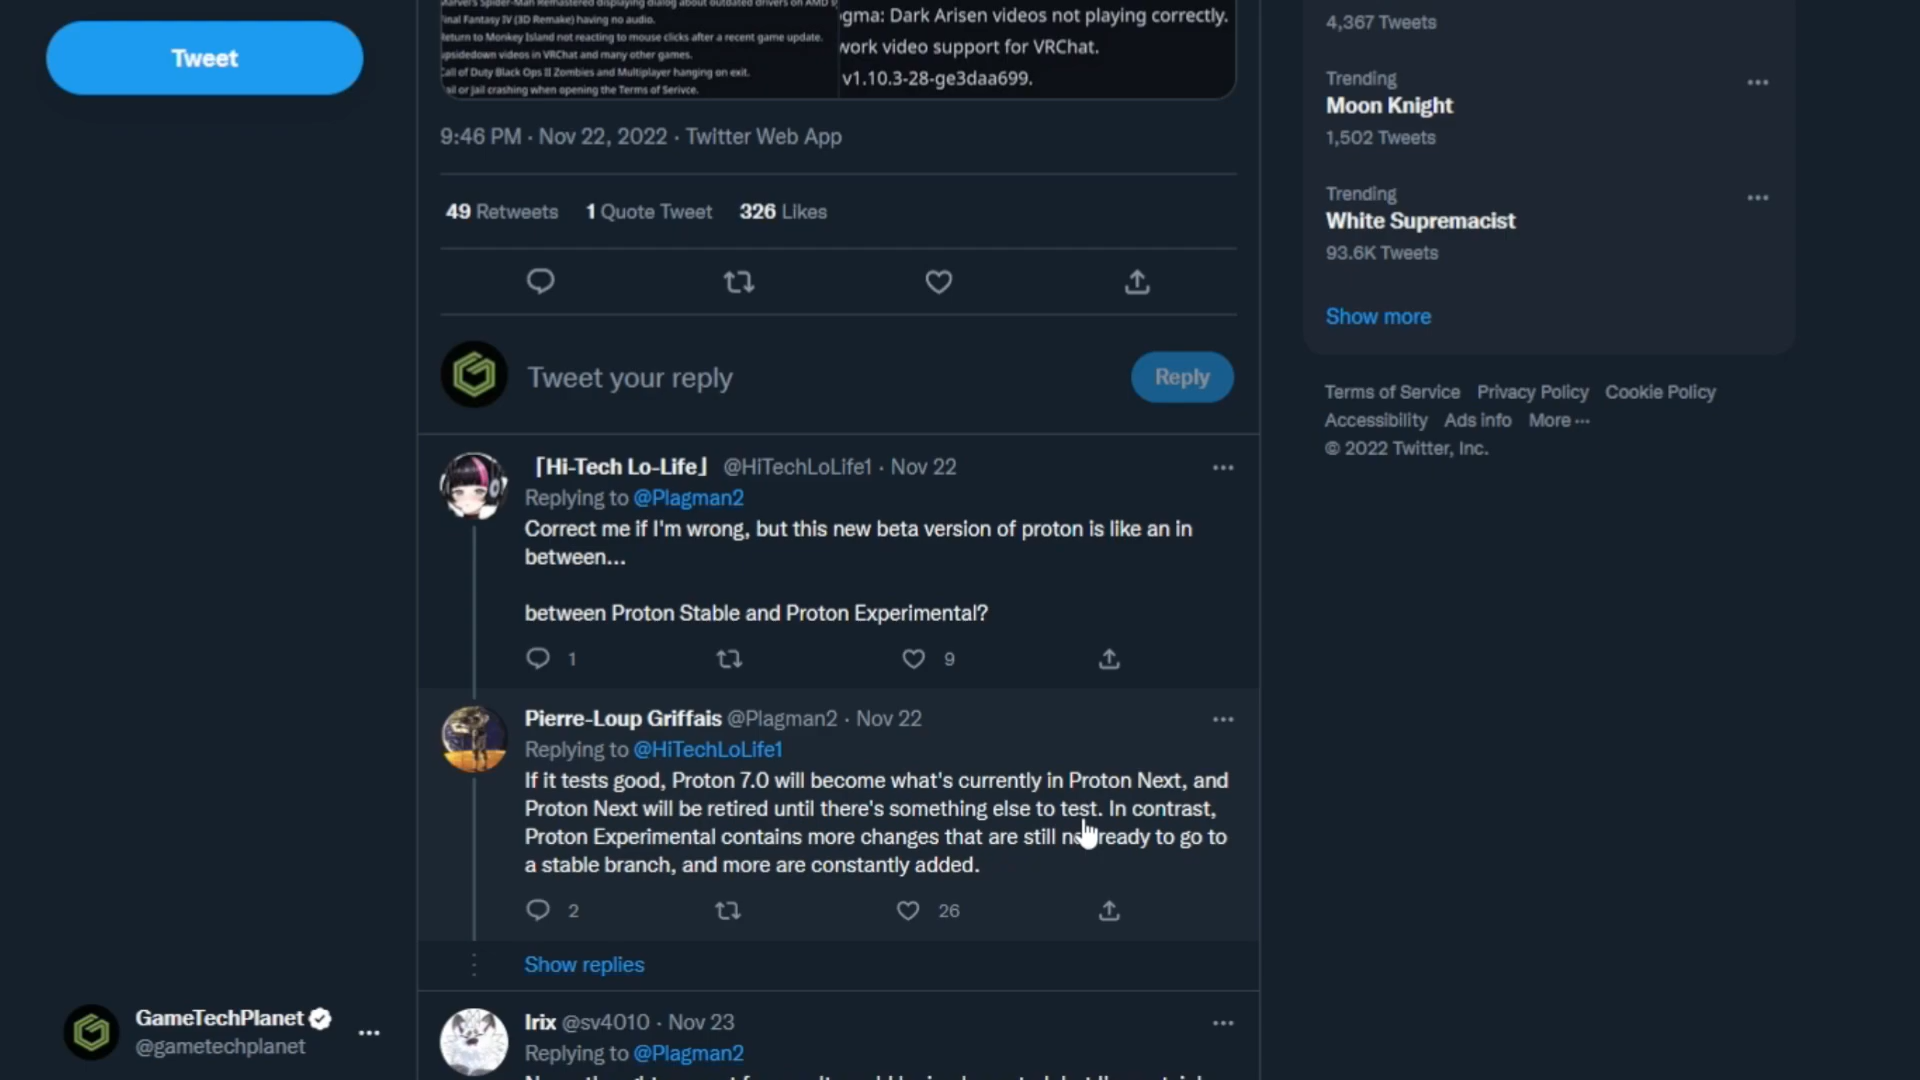 Tweet
Marvel's Spider-Man Remastered displaying dialog about outdated drivers on AMD
Final Fantasy IV (3D Remake) having no audio.
Return to Monkey Island not reacting to mouse clicks after a recent game update.
upsidedown videos in VRChat and many other games.
Call of Duty Black Ops II Zombies and Multiplayer hanging on exit.
ail or Jail crashing when opening the Terms of Serivce.
gma: Dark Arisen videos not playing correctly.
work video support for VRChat.
v1.10.3-28-ge3daa699.
9:46 PM · Nov 22, 2022 · Twitter Web App
49 Retweets 1 Quote Tweet 326 Likes
Tweet your reply
Reply
「Hi-Tech Lo-Life」 @HiTechLoLife1 · Nov 22
Replying to @Plagman2
Correct me if I'm wrong, but this new beta version of proton is like an in
between...
between Proton Stable and Proton Experimental?
1 9
Pierre-Loup Griffais @Plagman2 · Nov 22
Replying to @HiTechLoLife1
If it tests good, Proton 7.0 will become what's currently in Proton Next, and
Proton Next will be retired until there's something else to test. In contrast,
Proton Experimental contains more changes that are still not ready to go to
a stable branch, and more are constantly added.
2 26
Show replies
Irix @sv4010 · Nov 23
Replying to @Plagman2
4,367 Tweets
Trending
Moon Knight
1,502 Tweets
Trending
White Supremacist
93.6K Tweets
Show more
Terms of Service Privacy Policy Cookie Policy
Accessibility Ads info More ···
© 2022 Twitter, Inc.
GameTechPlanet
@gametechplanet